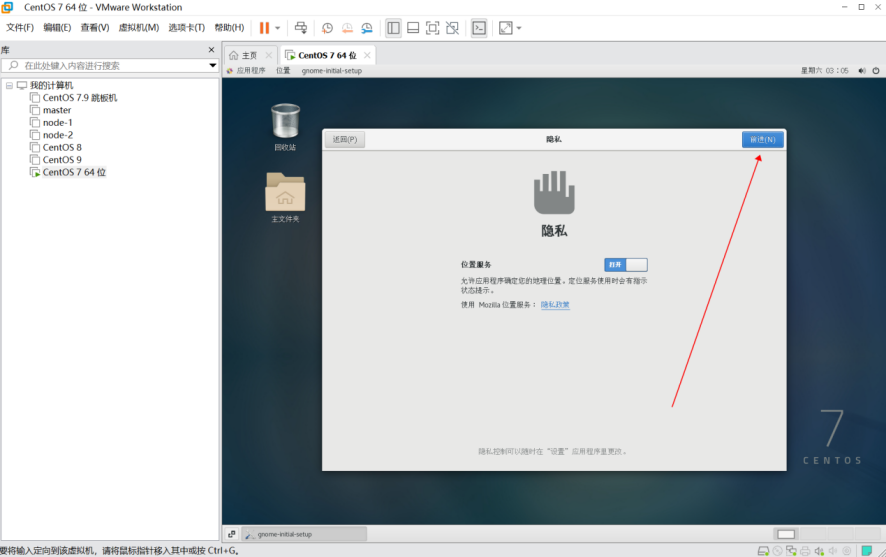 CentOS 7 64 位 - VMware Workstation
文件(F) 编辑(E) 查看(V) 虚拟机(M) 选项卡(T) 帮助(H)
库
在此处键入内容进行搜索
我的计算机
CentOS 7.9 跳板机
master
node-1
node-2
CentOS 8
CentOS 9
CentOS 7 64 位
主页
CentOS 7 64 位
应用程序 位置 gnome-initial-setup 星期六 03:05
回收站
主文件夹
返回(P) 隐私 前进(N)
隐私
位置服务 打开
允许应用程序确定您的地理位置。定位服务使用时会有指示
状态提示。
使用 Mozilla 位置服务： 隐私政策
隐私控制可以随时在“设置”应用程序里更改。
7
CENTOS
gnome-initial-setup
要将输入定向到该虚拟机，请将鼠标指针移入其中或按 Ctrl+G。